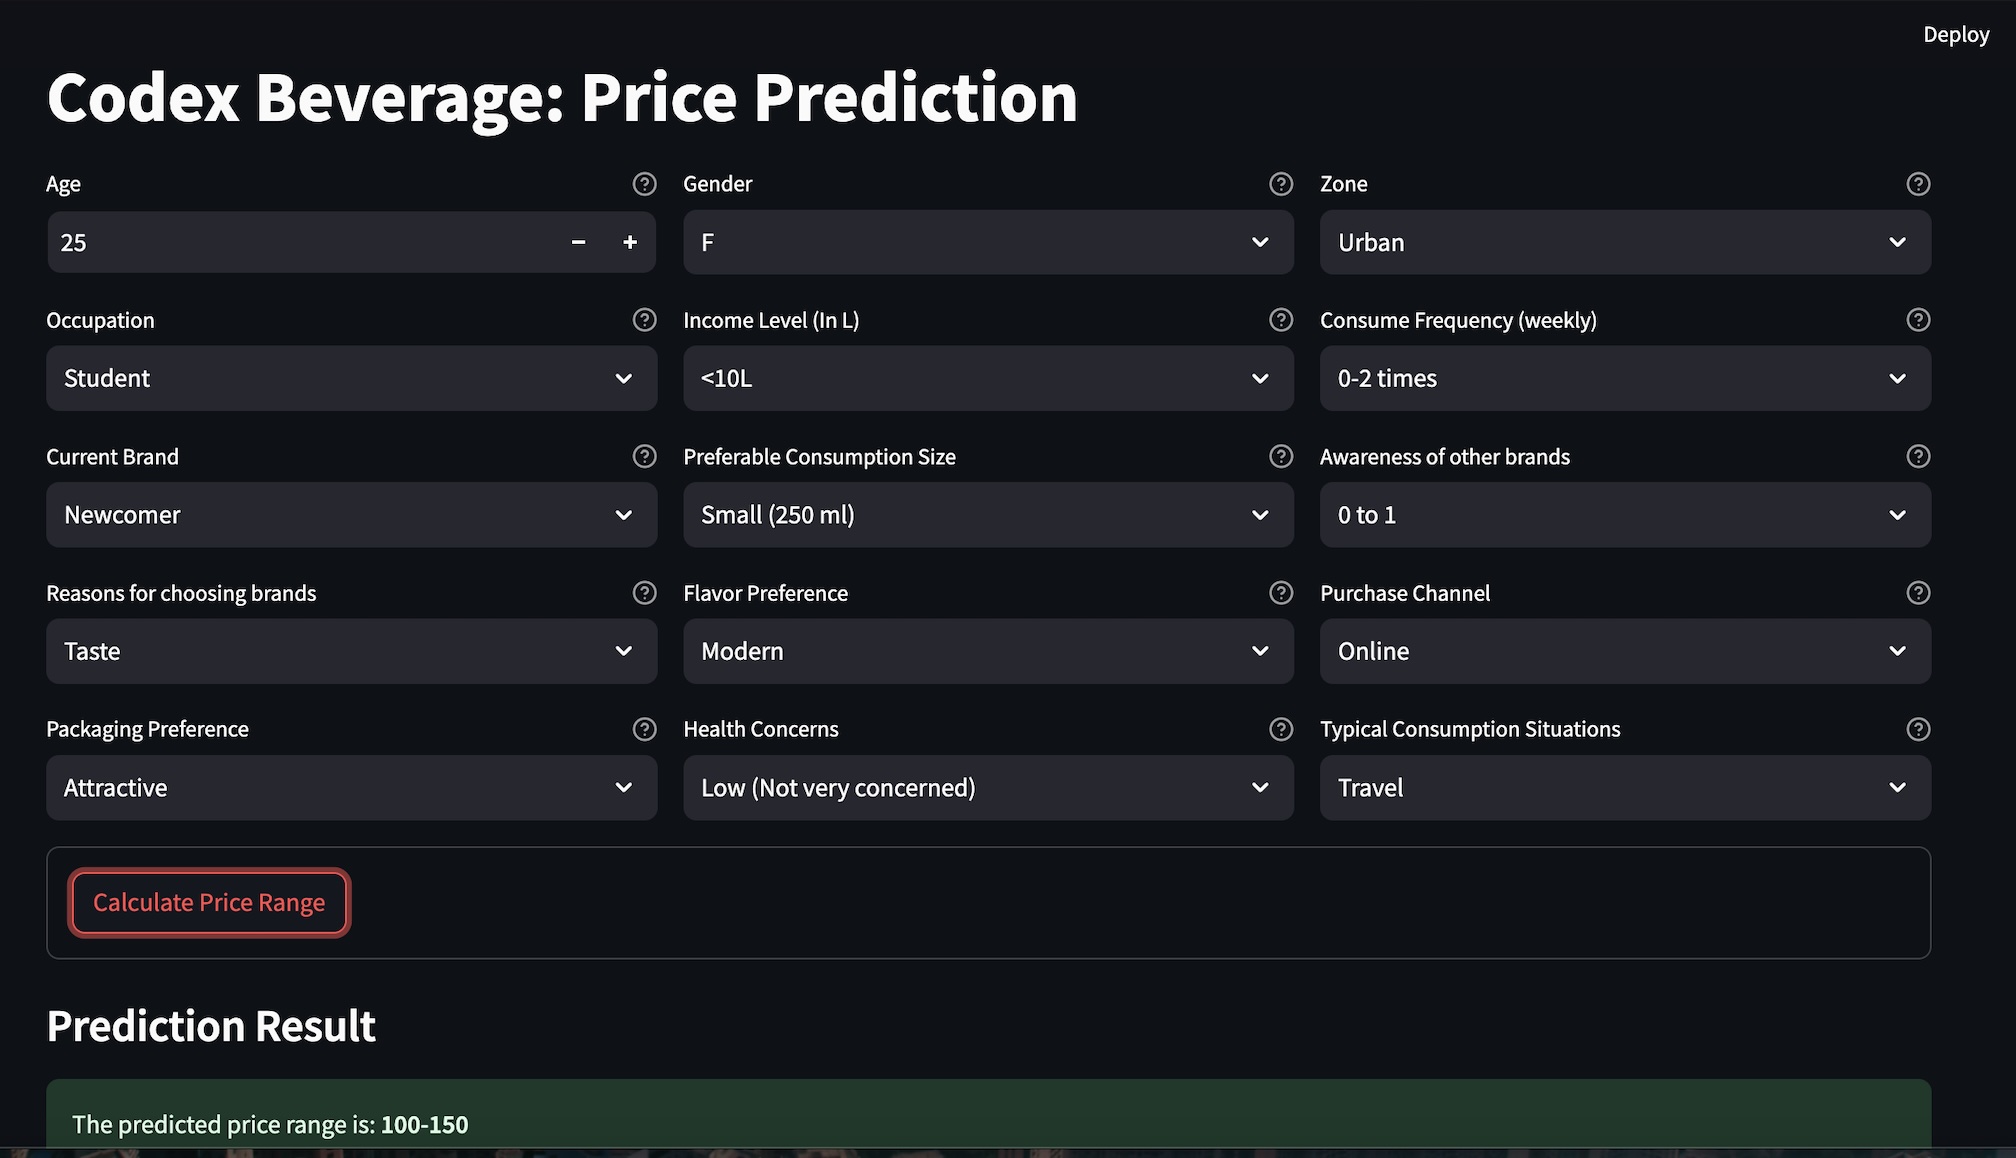 Deploy
Codex Beverage: Price Prediction
Age
Gender
Zone
25
F
Urban
Occupation
Income Level (In L)
Consume Frequency (weekly)
Student
<10L
0-2 times
Current Brand
Preferable Consumption Size
Awareness of other brands
Newcomer
Small (250 ml)
0 to 1
Reasons for choosing brands
Flavor Preference
Purchase Channel
Taste
Modern
Online
Packaging Preference
Health Concerns
Typical Consumption Situations
Attractive
Low (Not very concerned)
Travel
Calculate Price Range
Prediction Result
The predicted price range is: 100-150